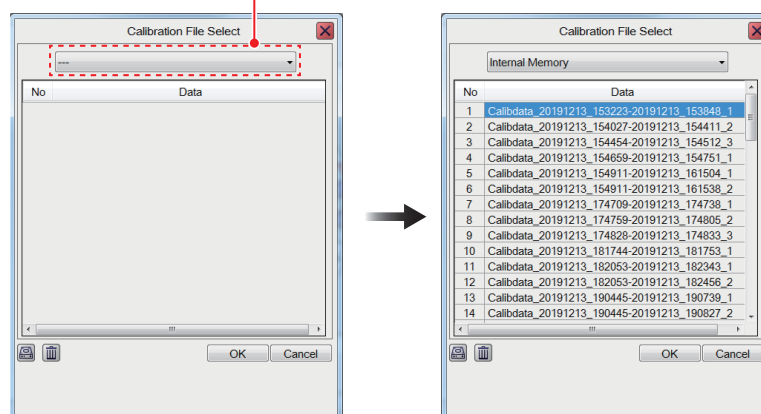 Calibration File Select
---
No Data
OK Cancel
Calibration File Select
Internal Memory
No Data
1 Calibdata_20191213_153223-20191213_153848_1
2 Calibdata_20191213_154027-20191213_154411_2
3 Calibdata_20191213_154454-20191213_154512_3
4 Calibdata_20191213_154659-20191213_154751_1
5 Calibdata_20191213_154911-20191213_161504_1
6 Calibdata_20191213_154911-20191213_161538_2
7 Calibdata_20191213_174709-20191213_174738_1
8 Calibdata_20191213_174759-20191213_174805_2
9 Calibdata_20191213_174828-20191213_174833_3
10 Calibdata_20191213_181744-20191213_181753_1
11 Calibdata_20191213_182053-20191213_182343_1
12 Calibdata_20191213_182053-20191213_182456_2
13 Calibdata_20191213_190445-20191213_190739_1
14 Calibdata_20191213_190445-20191213_190827_2
OK Cancel